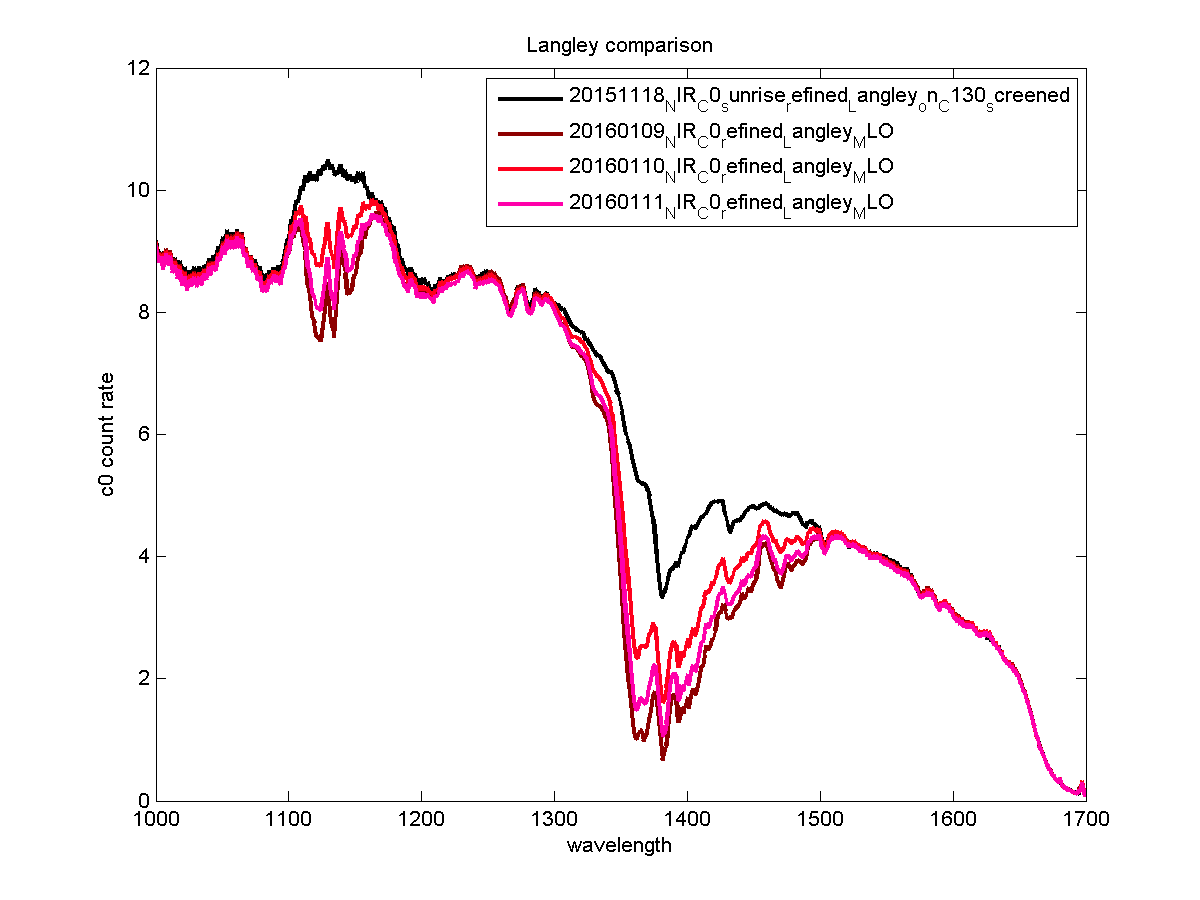 Langley comparison
20151118_NIR_C0_sunrise_refined_Langley_on_C130_screened
20160109_NIR_C0_refined_Langley_MLO
20160110_NIR_C0_refined_Langley_MLO
20160111_NIR_C0_refined_Langley_MLO
12
10
8
6
4
2
0
c0 count rate
1000 1100 1200 1300 1400 1500 1600 1700
wavelength